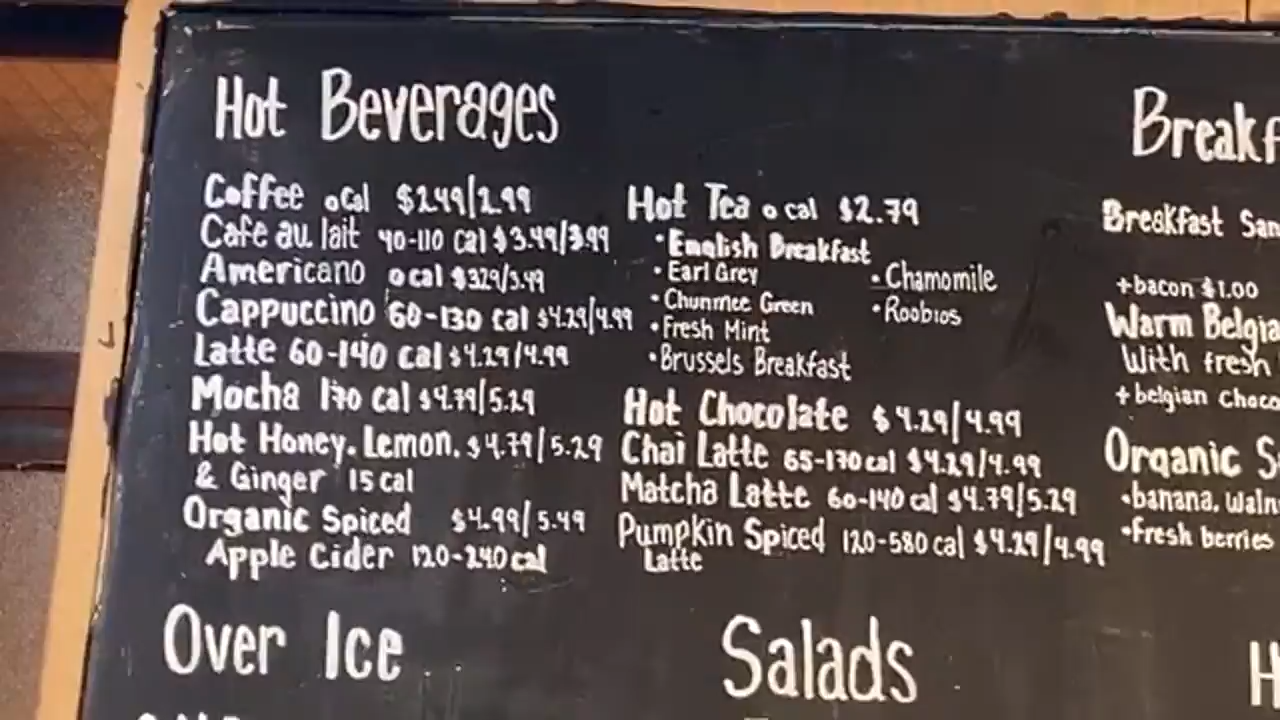 Hot Beverages
Coffee 0 Cal $2.49/2.99
Cafe au lait 40-110 Cal $3.49/3.99
Americano 0 cal $3.29/3.49
Cappuccino 60-130 cal $4.29/4.99
Latte 60-140 cal $4.29/4.99
Mocha 170 cal $4.79/5.29
Hot Honey. Lemon. $4.79/5.29
& Ginger 15 cal
Organic Spiced $4.99/5.49
Apple Cider 120-240 cal
Hot Tea 0 cal $2.79
• English Breakfast
• Earl Grey
• Chunmee Green
• Fresh Mint
• Brussels Breakfast
• Chamomile
• Roobios
Hot Chocolate $4.29/4.99
Chai Latte 65-170 cal $4.29/4.99
Matcha Latte 60-140 cal $4.79/5.29
Pumpkin Spiced 120-580 cal $4.29/4.99
Latte
Breakf
Breakfast San
+bacon $1.00
Warm Belgia
With fresh
+ belgian choco
Organic S
• banana, waln
• Fresh berries
Over Ice
Salads
H